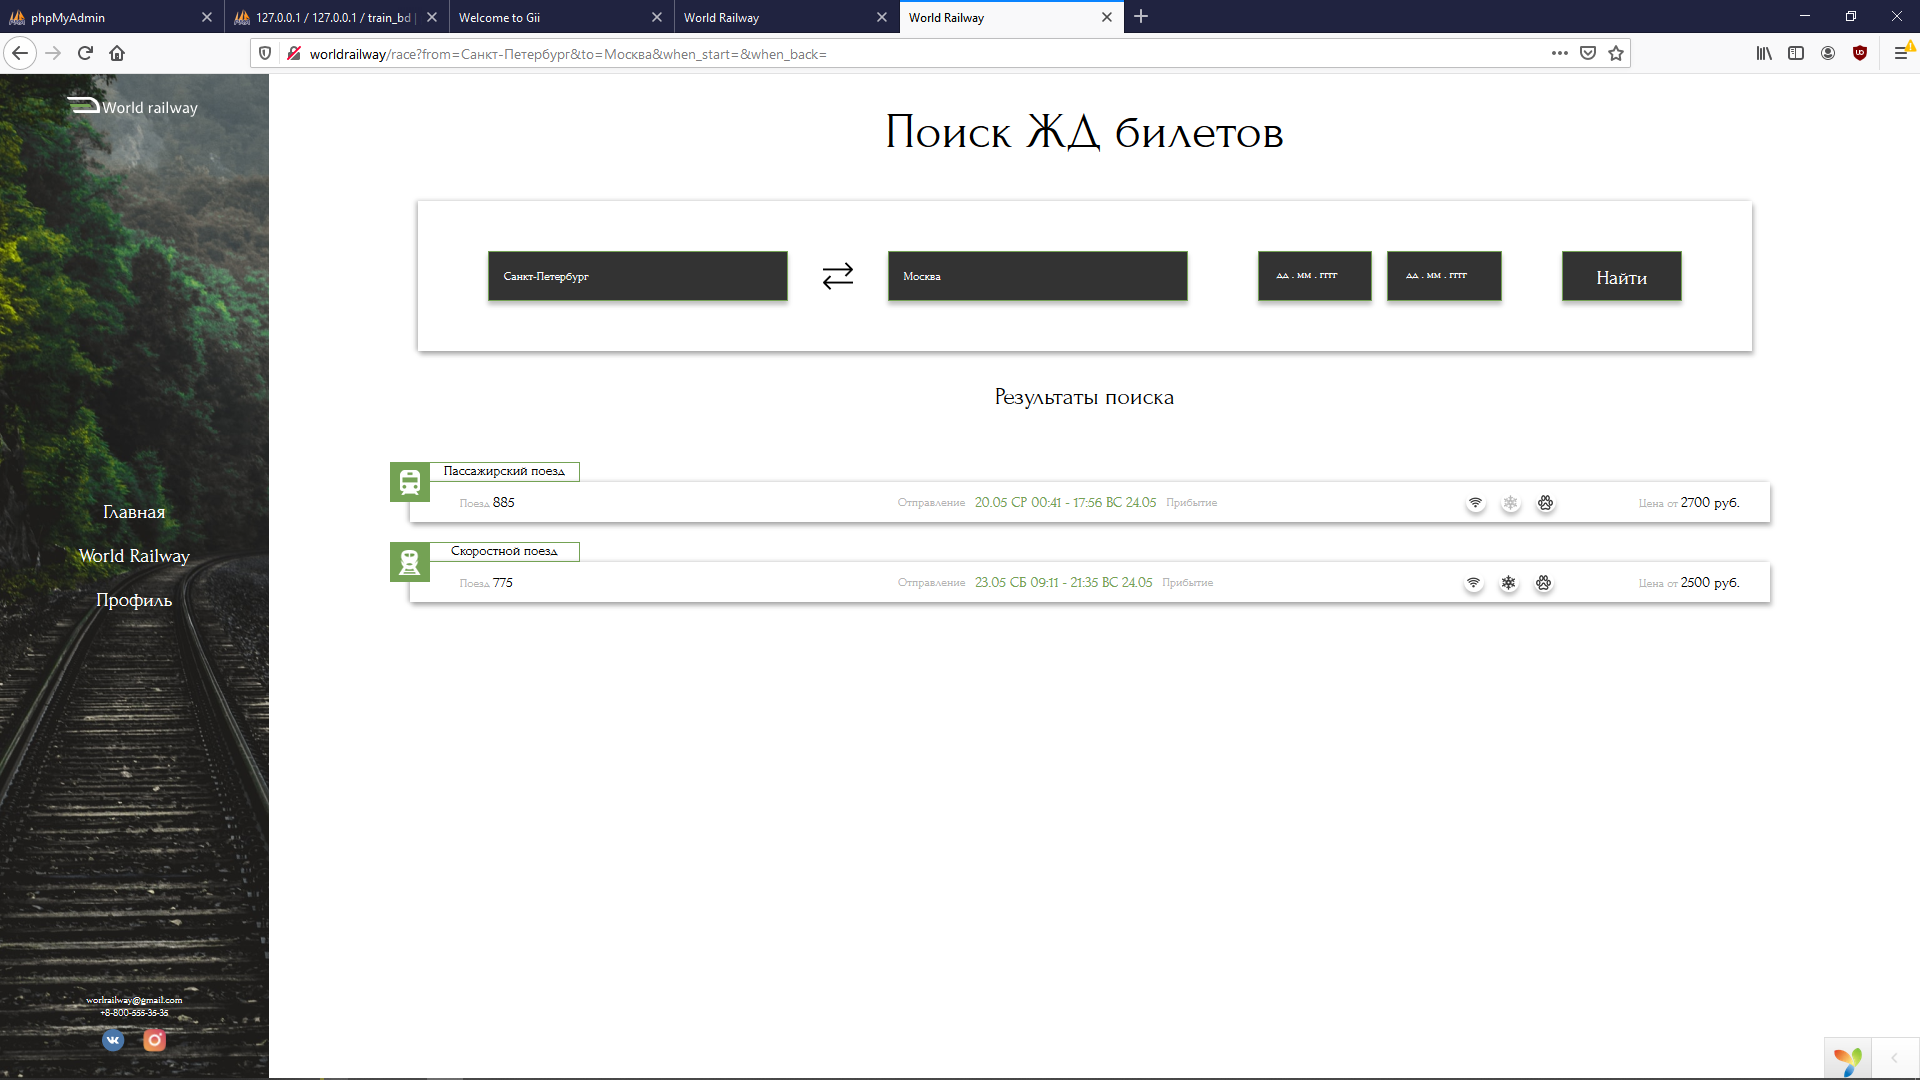 phpMyAdmin
127.0.0.1 / 127.0.0.1 / train_bd |
Welcome to Gii
World Railway
World Railway
worldrailway/race?from=Санкт-Петербург&to=Москва&when_start=&when_back=
World railway
Поиск ЖД билетов
Санкт-Петербург
Москва
дд . мм . гггг
дд . мм . гггг
Найти
Результаты поиска
Пассажирский поезд
Поезд 885
Отправление 20.05 СР 00:41 - 17:56 ВС 24.05 Прибытие
Цена от 2700 руб.
Скоростной поезд
Поезд 775
Отправление 23.05 СБ 09:11 - 21:35 ВС 24.05 Прибытие
Цена от 2500 руб.
Главная
World Railway
Профиль
worlrailway@gmail.com
+8-800-555-35-35